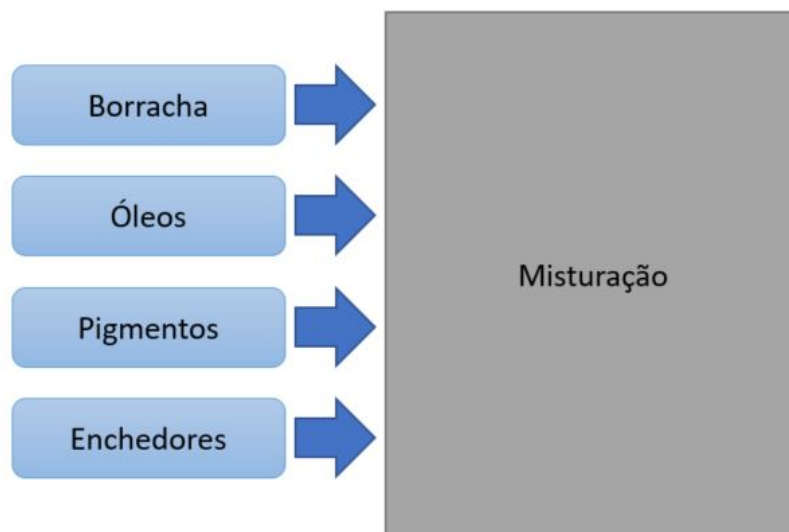 Borracha
Óleos
Misturação
Pigmentos
Enchedores